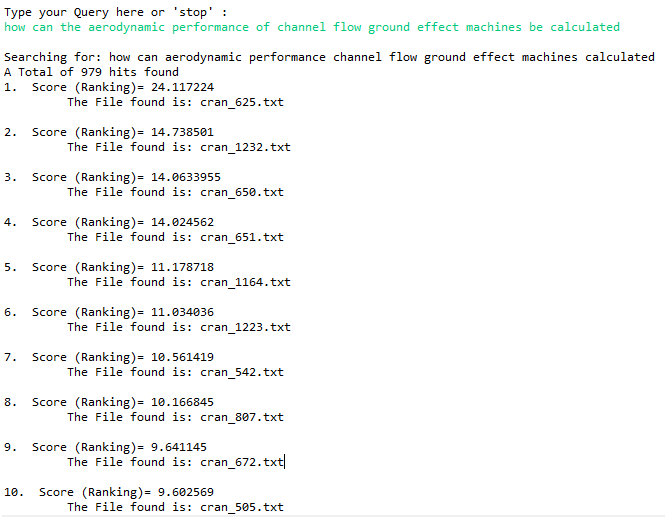 Type your Query here or 'stop' :
how can the aerodynamic performance of channel flow ground effect machines be calculated
Searching for: how can aerodynamic performance channel flow ground effect machines calculated
A Total of 979 hits found
1.  Score (Ranking)= 24.117224
The File found is: cran_625.txt
2.  Score (Ranking)= 14.738501
The File found is: cran_1232.txt
3.  Score (Ranking)= 14.0633955
The File found is: cran_650.txt
4.  Score (Ranking)= 14.024562
The File found is: cran_651.txt
5.  Score (Ranking)= 11.178718
The File found is: cran_1164.txt
6.  Score (Ranking)= 11.034036
The File found is: cran_1223.txt
7.  Score (Ranking)= 10.561419
The File found is: cran_542.txt
8.  Score (Ranking)= 10.166845
The File found is: cran_807.txt
9.  Score (Ranking)= 9.641145
The File found is: cran_672.txt
10.  Score (Ranking)= 9.602569
The File found is: cran_505.txt